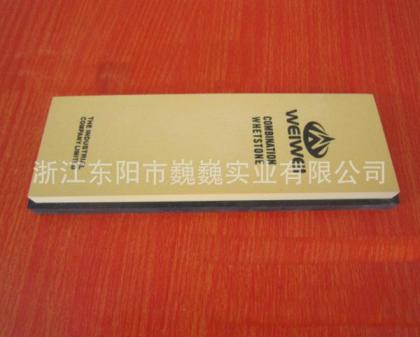 WEIWEI
COMBINATION
WHETSTONE
THE INDUSTRIAL
COMPANY LIMITED
浙江东阳市巍巍实业有限公司